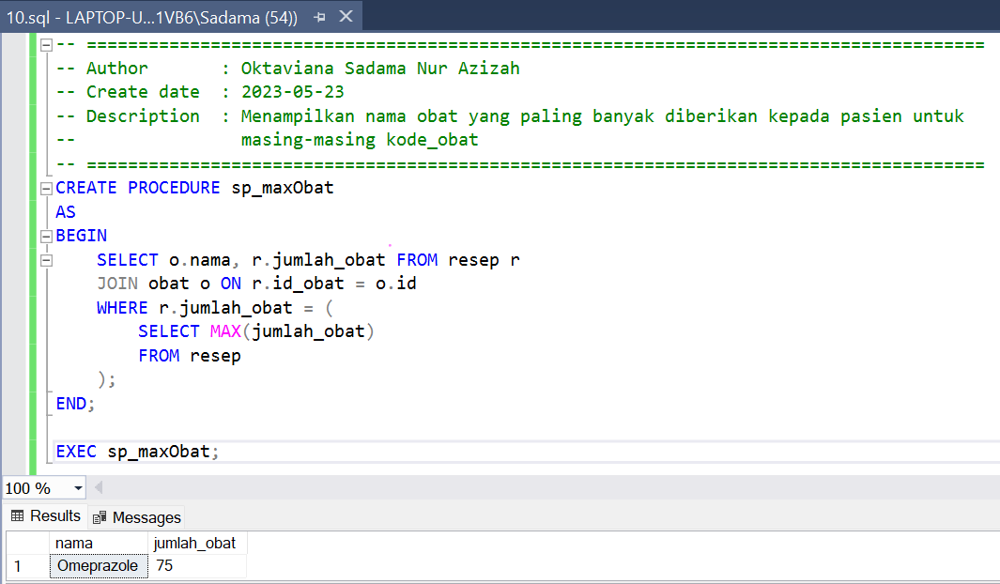 10.sql - LAPTOP-U...1VB6\Sadama (54))
-- =======================================================================================
-- Author       : Oktaviana Sadama Nur Azizah
-- Create date  : 2023-05-23
-- Description  : Menampilkan nama obat yang paling banyak diberikan kepada pasien untuk
--                masing-masing kode_obat
-- =======================================================================================
CREATE PROCEDURE sp_maxObat
AS
BEGIN
    SELECT o.nama, r.jumlah_obat FROM resep r
    JOIN obat o ON r.id_obat = o.id
    WHERE r.jumlah_obat = (
        SELECT MAX(jumlah_obat)
        FROM resep
    );
END;
EXEC sp_maxObat;
100 %
Results Messages
nama jumlah_obat
1 Omeprazole 75